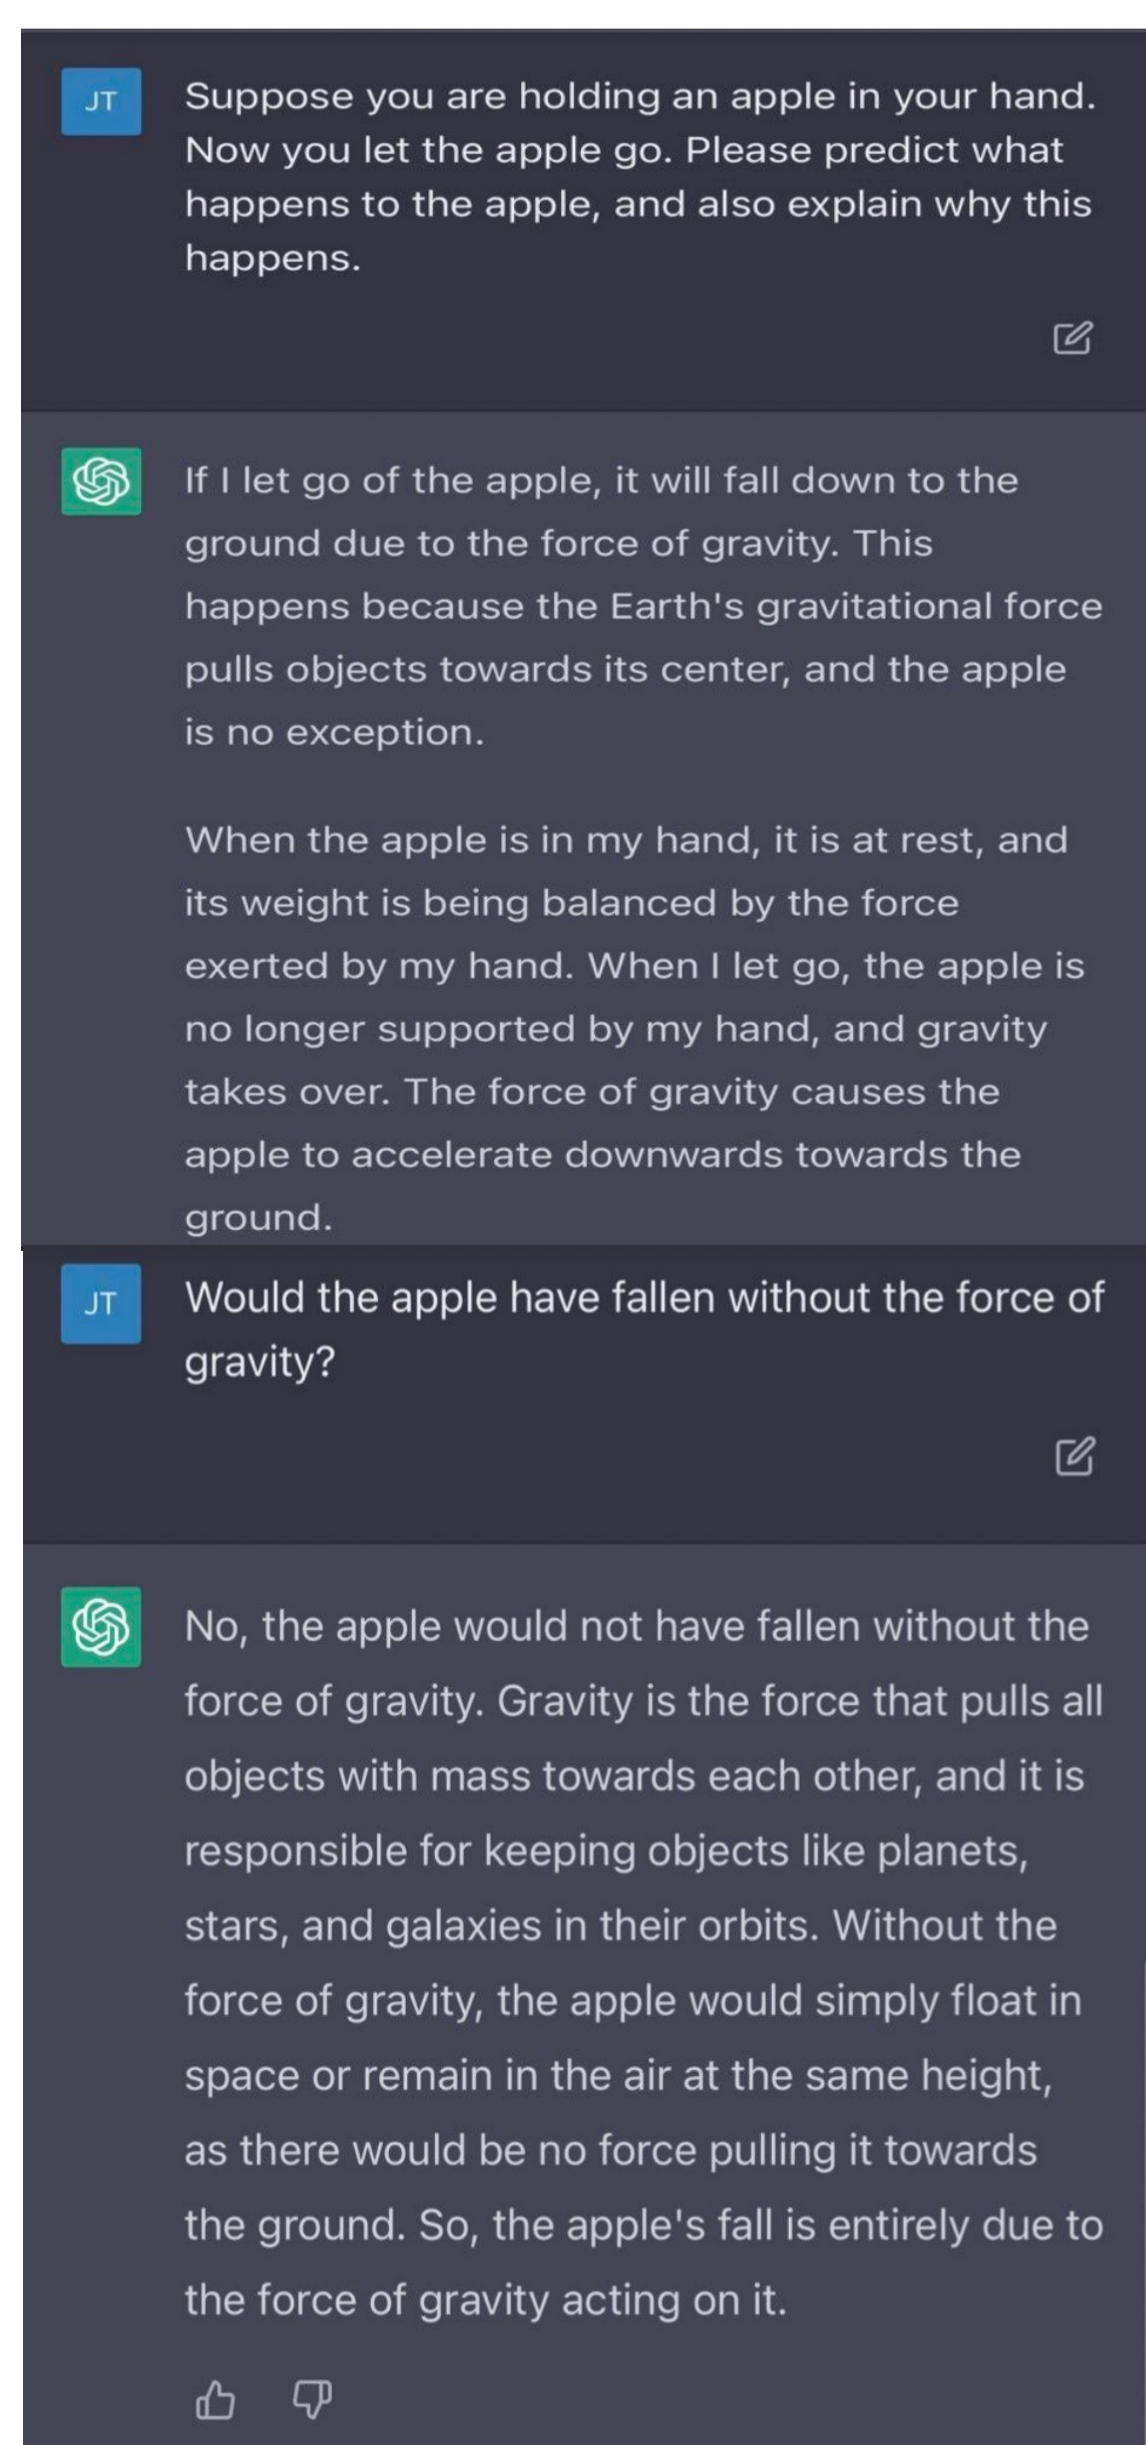 JT
Suppose you are holding an apple in your hand.
Now you let the apple go. Please predict what
happens to the apple, and also explain why this
happens.
If I let go of the apple, it will fall down to the
ground due to the force of gravity. This
happens because the Earth's gravitational force
pulls objects towards its center, and the apple
is no exception.
When the apple is in my hand, it is at rest, and
its weight is being balanced by the force
exerted by my hand. When I let go, the apple is
no longer supported by my hand, and gravity
takes over. The force of gravity causes the
apple to accelerate downwards towards the
ground.
JT
Would the apple have fallen without the force of
gravity?
No, the apple would not have fallen without the
force of gravity. Gravity is the force that pulls all
objects with mass towards each other, and it is
responsible for keeping objects like planets,
stars, and galaxies in their orbits. Without the
force of gravity, the apple would simply float in
space or remain in the air at the same height,
as there would be no force pulling it towards
the ground. So, the apple's fall is entirely due to
the force of gravity acting on it.